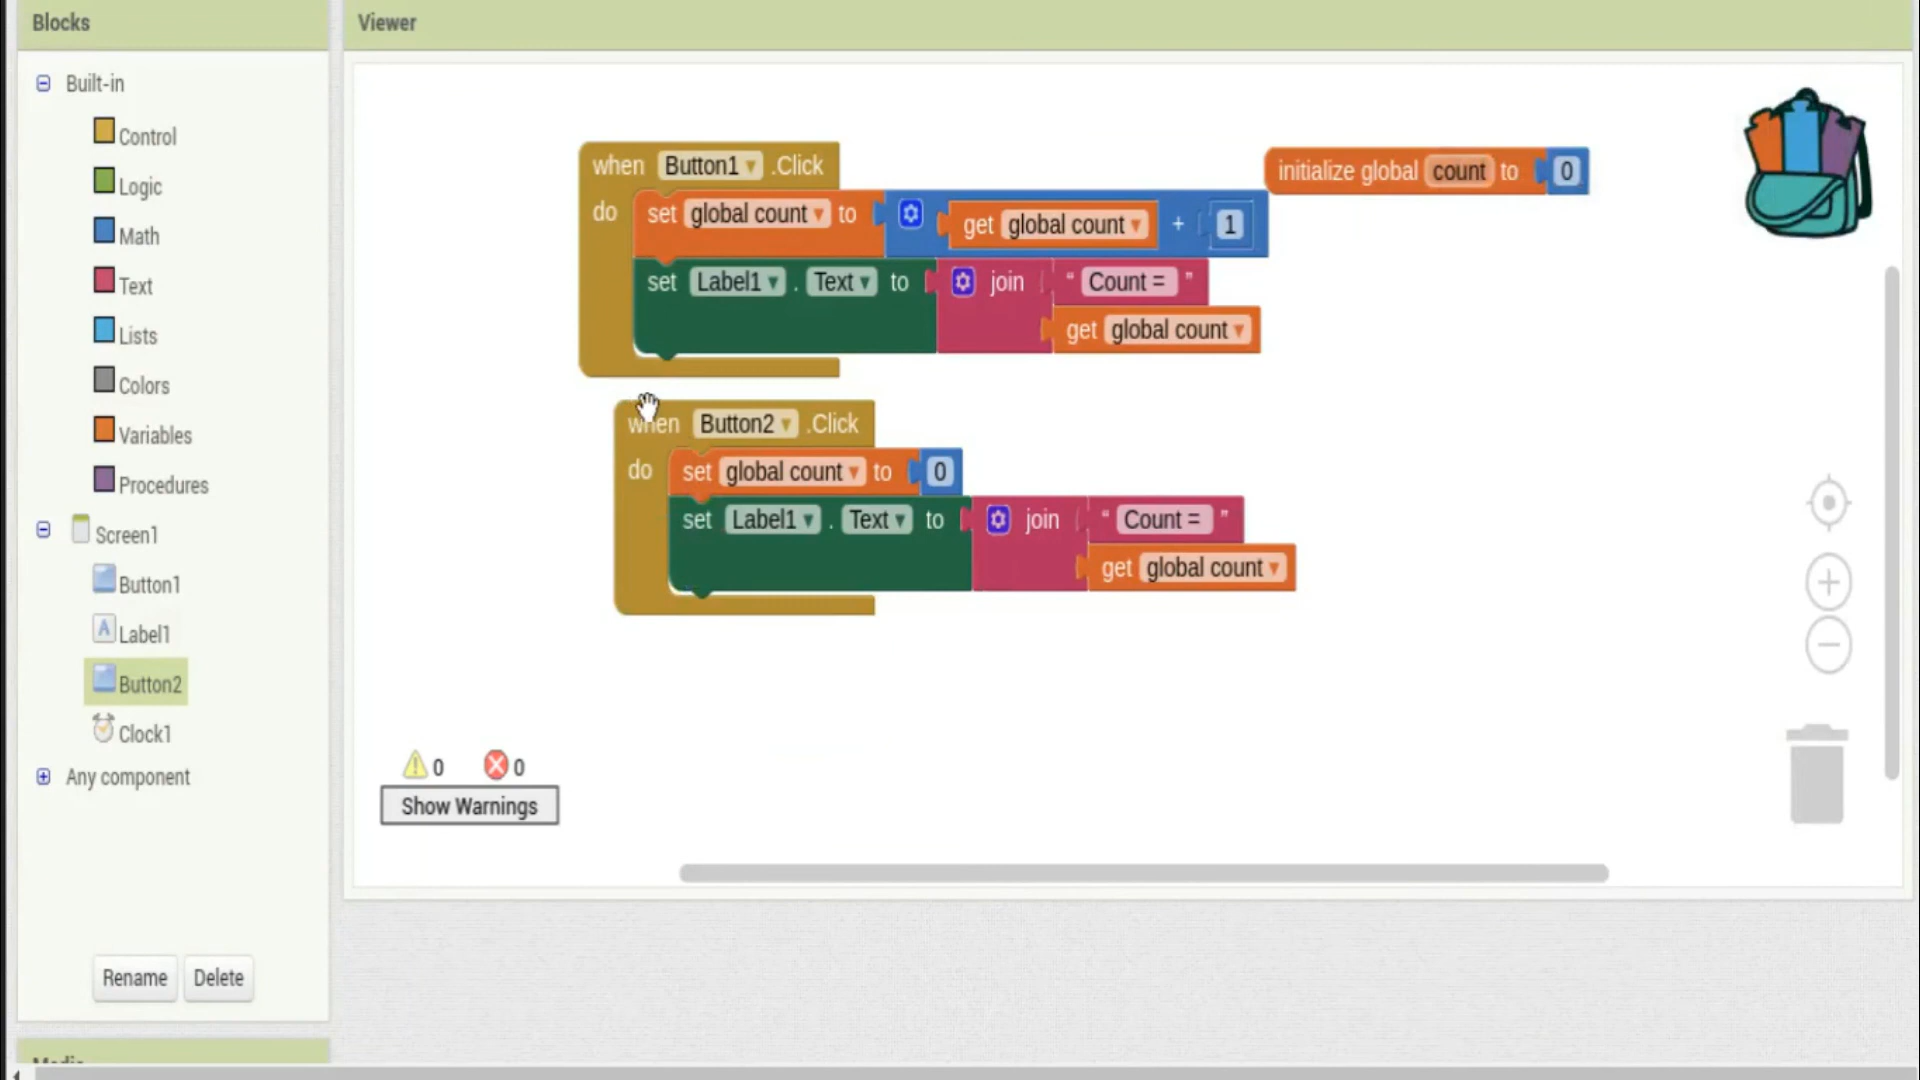 Blocks
Viewer
Built-in
Control
Logic
Math
Text
Lists
Colors
Variables
Procedures
Screen1
Button1
Label1
Button2
Clock1
Any component
Rename
Delete
when Button1 .Click
do set global count to get global count + 1
set Label1 . Text to join “ Count = ”
get global count
initialize global count to 0
when Button2 .Click
do set global count to 0
set Label1 . Text to join “ Count = ”
get global count
0 0
Show Warnings